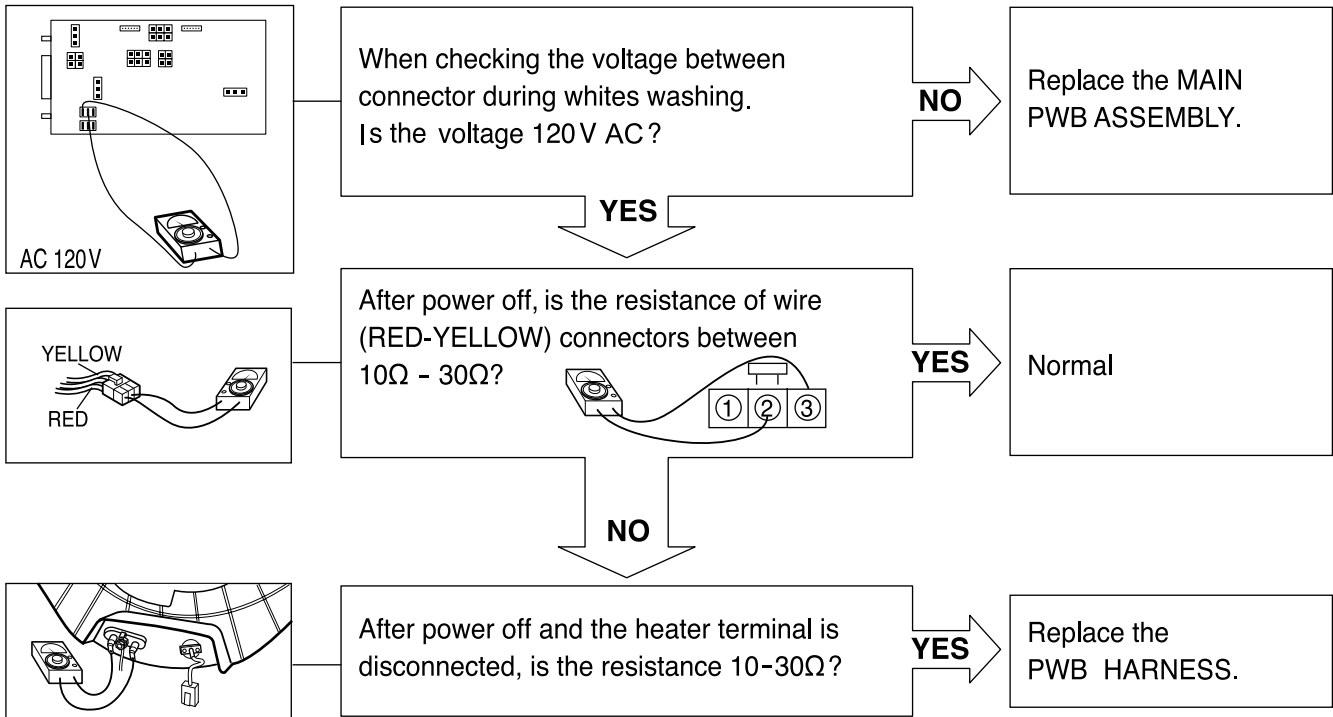 AC 120V
When checking the voltage between
connector during whites washing.
Is the voltage 120V AC?
NO
Replace the MAIN
PWB ASSEMBLY.
YES
YELLOW
RED
After power off, is the resistance of wire
(RED-YELLOW) connectors between
10Ω - 30Ω?
① ② ③
YES
Normal
NO
After power off and the heater terminal is
disconnected, is the resistance 10-30Ω?
YES
Replace the
PWB HARNESS.